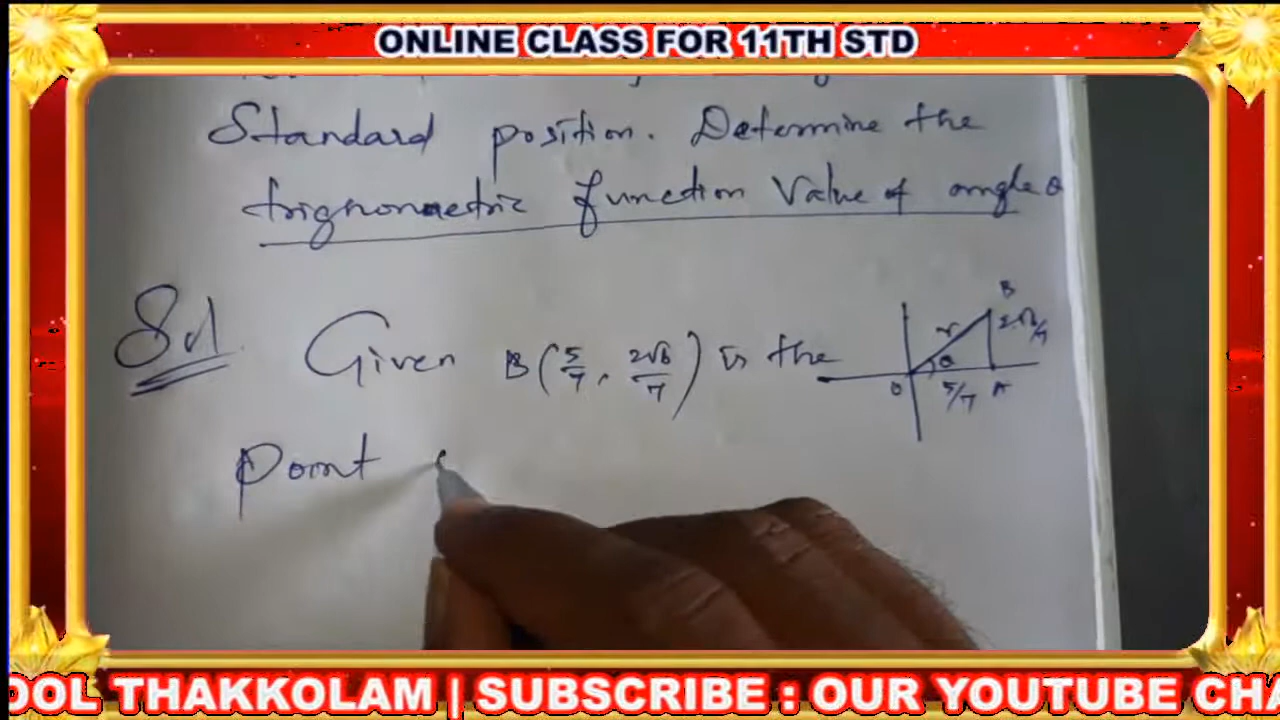 ONLINE CLASS FOR 11TH STD
Standard position. Determine the
trignometric function Value of angle θ
Sol
Given B(5/7, 2√6/7) is the
Point
B
r
2√6/7
θ
O
5/7
A
OOL THAKKOLAM | SUBSCRIBE : OUR YOUTUBE CHA